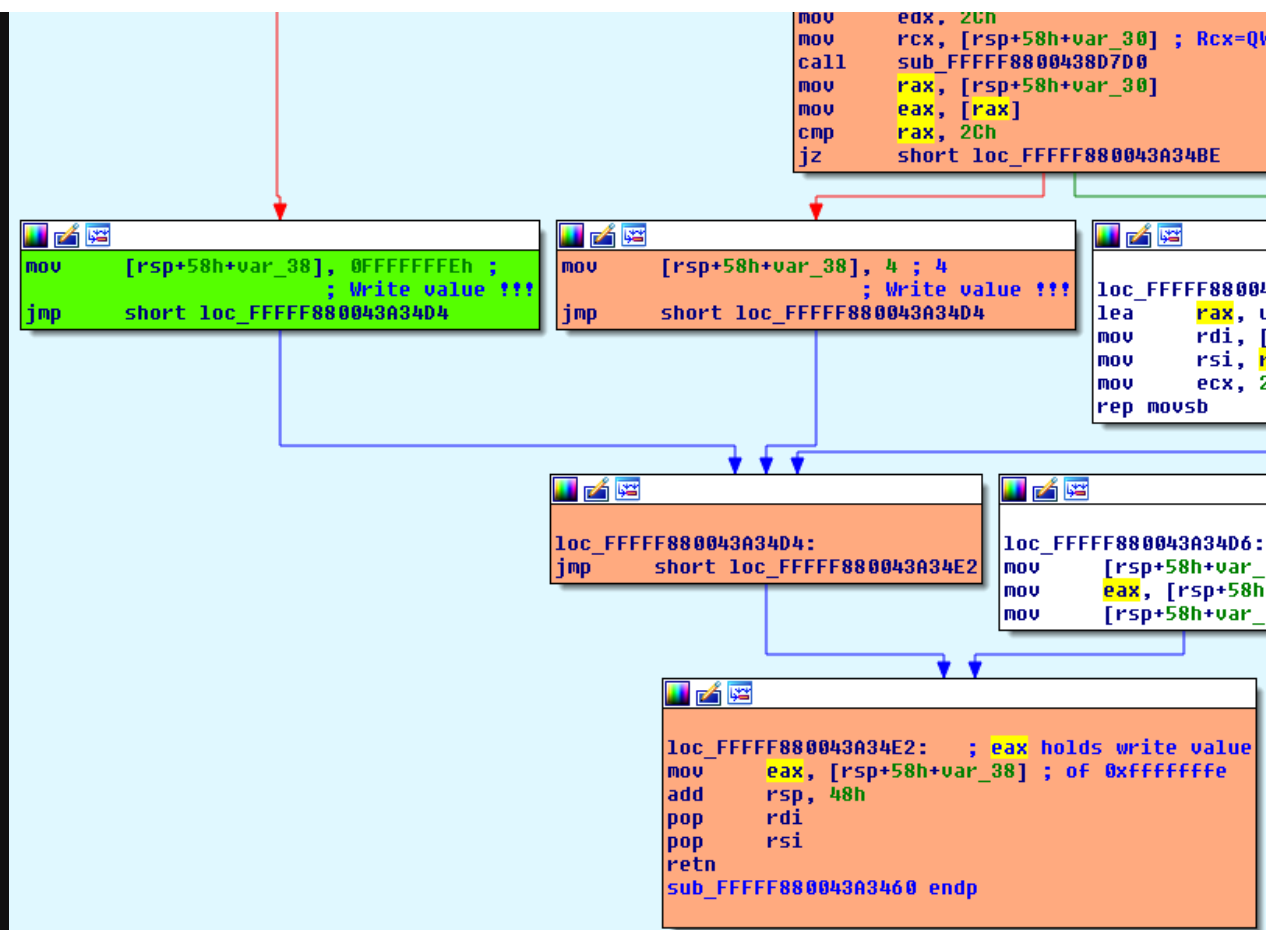 mov edx, 2Ch
mov rcx, [rsp+58h+var_30] ; Rcx=QW
call sub_FFFFF8800438D7D0
mov rax, [rsp+58h+var_30]
mov eax, [rax]
cmp rax, 2Ch
jz short loc_FFFFF880043A34BE
mov [rsp+58h+var_38], 0FFFFFFFEh ;
; Write value !!!
jmp short loc_FFFFF880043A34D4
mov [rsp+58h+var_38], 4 ; 4
; Write value !!!
jmp short loc_FFFFF880043A34D4
loc_FFFFF8800
lea rax,
mov rdi, [
mov rsi,
mov ecx, 2
rep movsb
loc_FFFFF880043A34D4:
jmp short loc_FFFFF880043A34E2
loc_FFFFF880043A34D6:
mov [rsp+58h+var_
mov eax, [rsp+58h
mov [rsp+58h+var_
loc_FFFFF880043A34E2: ; eax holds write value
mov eax, [rsp+58h+var_38] ; of 0xfffffffe
add rsp, 48h
pop rdi
pop rsi
retn
sub_FFFFF880043A3460 endp